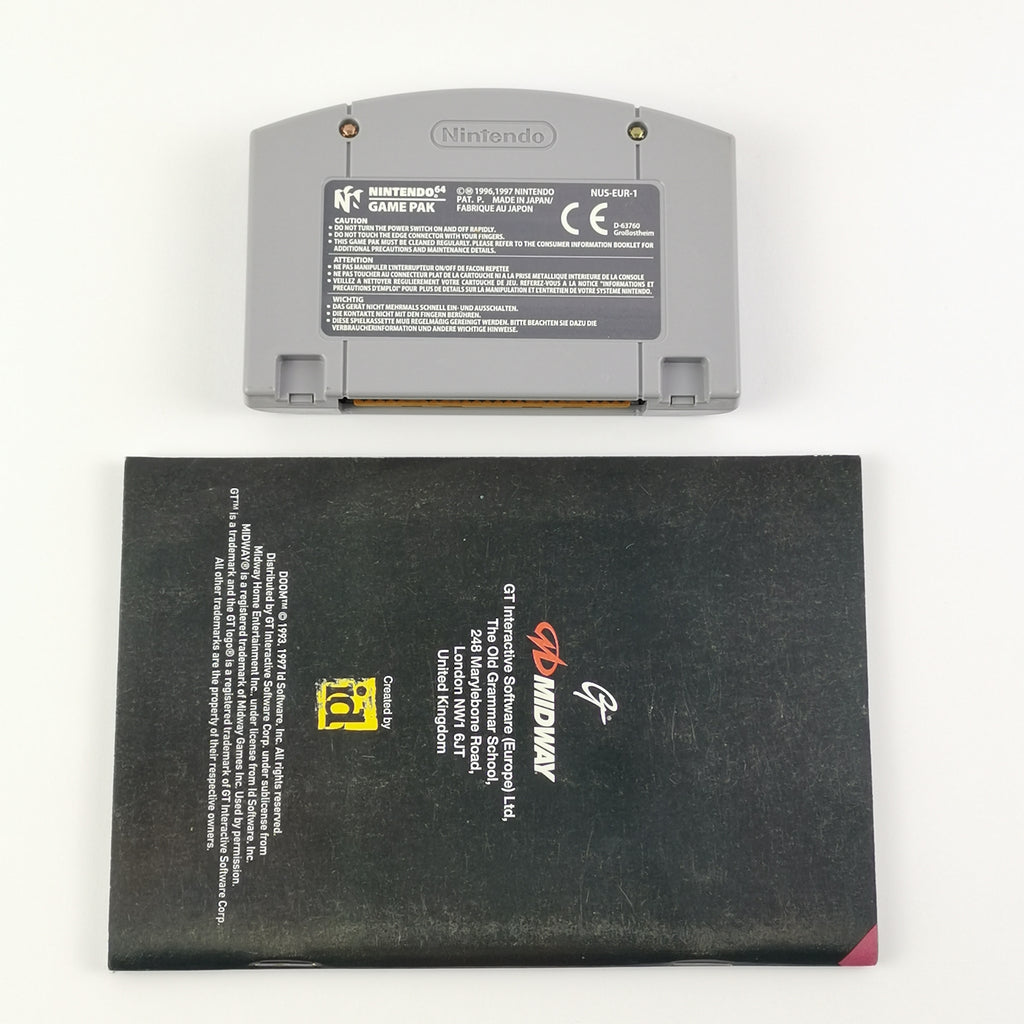 Nintendo
NINTENDO64
GAME PAK
©Ⓜ 1996,1997 NINTENDO
PAT. P. MADE IN JAPAN/
FABRIQUE AU JAPON
NUS-EUR-1
CE
D-63760
Großostheim
CAUTION
• DO NOT TURN THE POWER SWITCH ON AND OFF RAPIDLY.
• DO NOT TOUCH THE EDGE CONNECTOR WITH YOUR FINGERS.
• THIS GAME PAK MUST BE CLEANED REGULARLY. PLEASE REFER TO THE CONSUMER INFORMATION BOOKLET FOR
ADDITIONAL PRECAUTIONS AND MAINTENANCE DETAILS.
ATTENTION
• NE PAS MANIPULER L'INTERRUPTEUR ON/OFF DE FACON REPETEE
• NE PAS TOUCHER AU CONNECTEUR PLAT DE LA CARTOUCHE NI A LA PRISE METALLIQUE INTERIEURE DE LA CONSOLE
• VEILLEZ A NETTOYER REGULIEREMENT VOTRE CARTOUCHE DE JEU. REFEREZ-VOUS A LA NOTICE "INFORMATIONS ET
PRECAUTIONS D'EMPLOI" POUR PLUS DE DETAILS SUR LA MANIPULATION ET L'ENTRETIEN DE VOTRE SYSTEME NINTENDO.
WICHTIG
• DAS GERÄT NICHT MEHRMALS SCHNELL EIN- UND AUSSCHALTEN.
• DIE KONTAKTE NICHT MIT DEN FINGERN BERÜHREN.
• DIESE SPIELKASSETTE MUß REGELMÄßIG GEREINIGT WERDEN. BITTE BEACHTEN SIE DAZU DIE
VERBRAUCHERINFORMATION UND ANDERE WICHTIGE HINWEISE.
GT®
MIDWAY
GT Interactive Software (Europe) Ltd,
The Old Grammar School,
248 Marylebone Road,
London NW1 6JT
United Kingdom
Created by
id
DOOM™ © 1993, 1997 Id Software, Inc. All rights reserved.
Distributed by GT Interactive Software Corp. under sublicense from
Midway Home Entertainment Inc., under license from Id Software, Inc.
MIDWAY® is a registered trademark of Midway Games Inc. Used by permission.
GT™ is a trademark and the GT logo® is a registered trademark of GT Interactive Software Corp.
All other trademarks are the property of their respective owners.